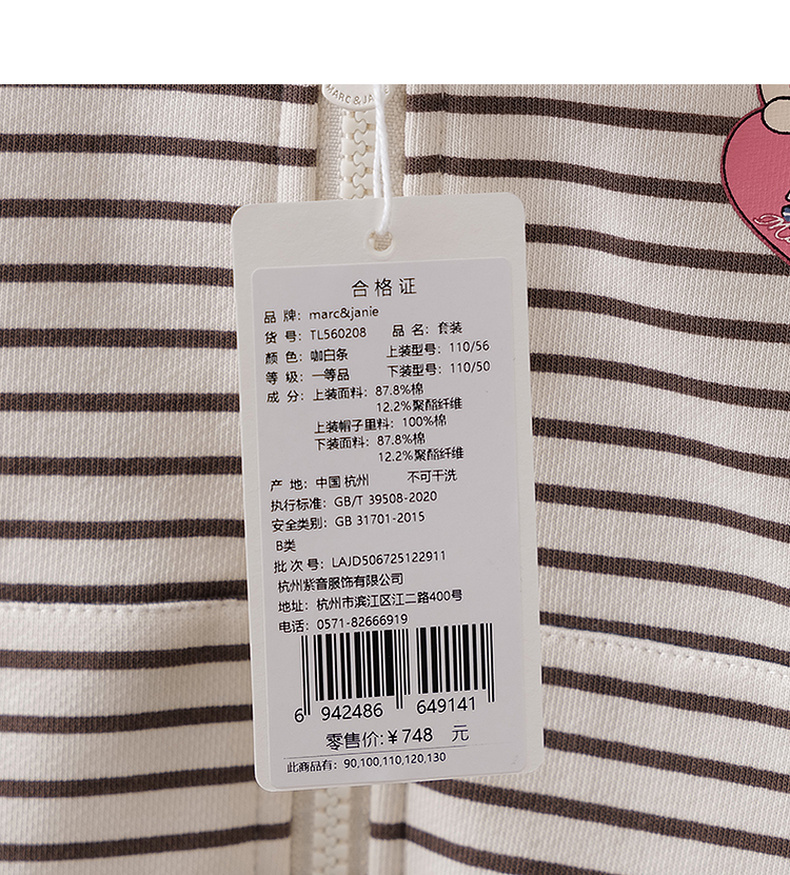 MARC & JA
合格证
品 牌: marc&janie
货 号: TL560208 品 名: 套装
颜 色: 咖白条 上装型号: 110/56
等 级: 一等品 下装型号: 110/50
成 分: 上装面料: 87.8%棉
12.2%聚酯纤维
上装帽子里料: 100%棉
下装面料: 87.8%棉
12.2%聚酯纤维
产 地: 中国 杭州 不可干洗
执行标准: GB/T 39508-2020
安全类别: GB 31701-2015
B类
批 次 号: LAJD506725122911
杭州紫音服饰有限公司
地址: 杭州市滨江区江二路400号
电话: 0571-82666919
6 942486 649141
零售价:¥748 元
此商品有: 90,100,110,120,130